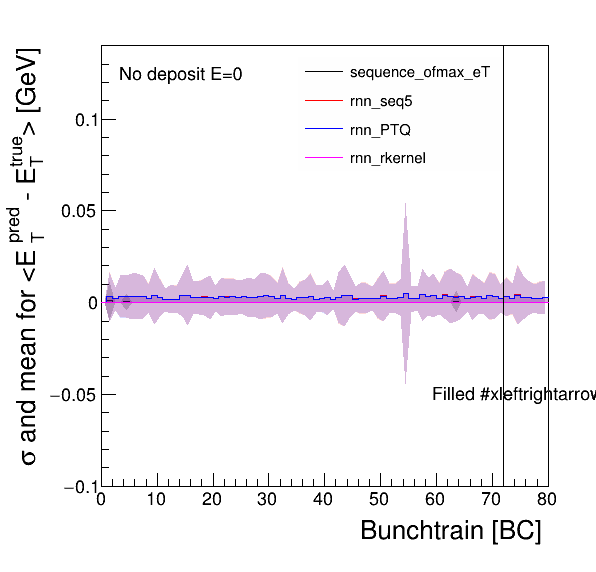 No deposit E=0
sequence_ofmax_eT
rnn_seq5
rnn_PTQ
rnn_rkernel
σ and mean for <E_T^pred - E_T^true> [GeV]
0.1
0.05
0
−0.05
−0.1
Filled #xleftrightarrow
0 10 20 30 40 50 60 70 80
Bunchtrain [BC]